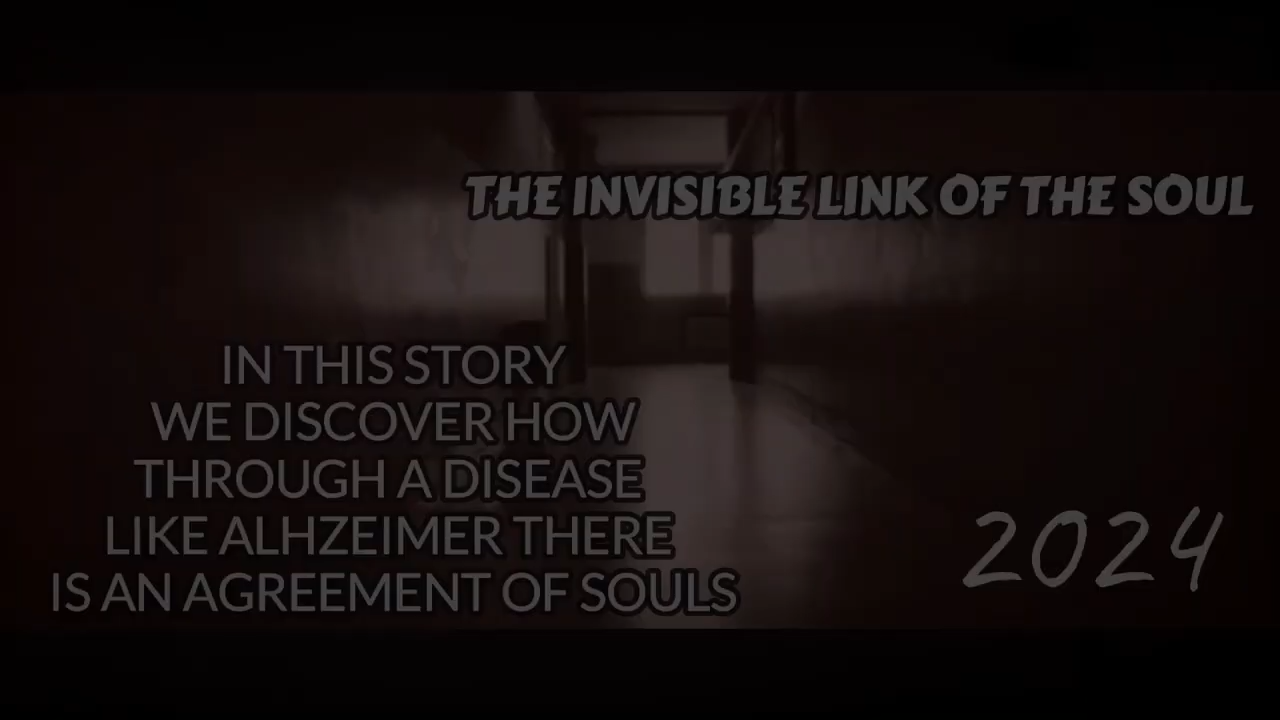 THE INVISIBLE LINK OF THE SOUL
IN THIS STORY
WE DISCOVER HOW
THROUGH A DISEASE
LIKE ALHZEIMER THERE
IS AN AGREEMENT OF SOULS
2024